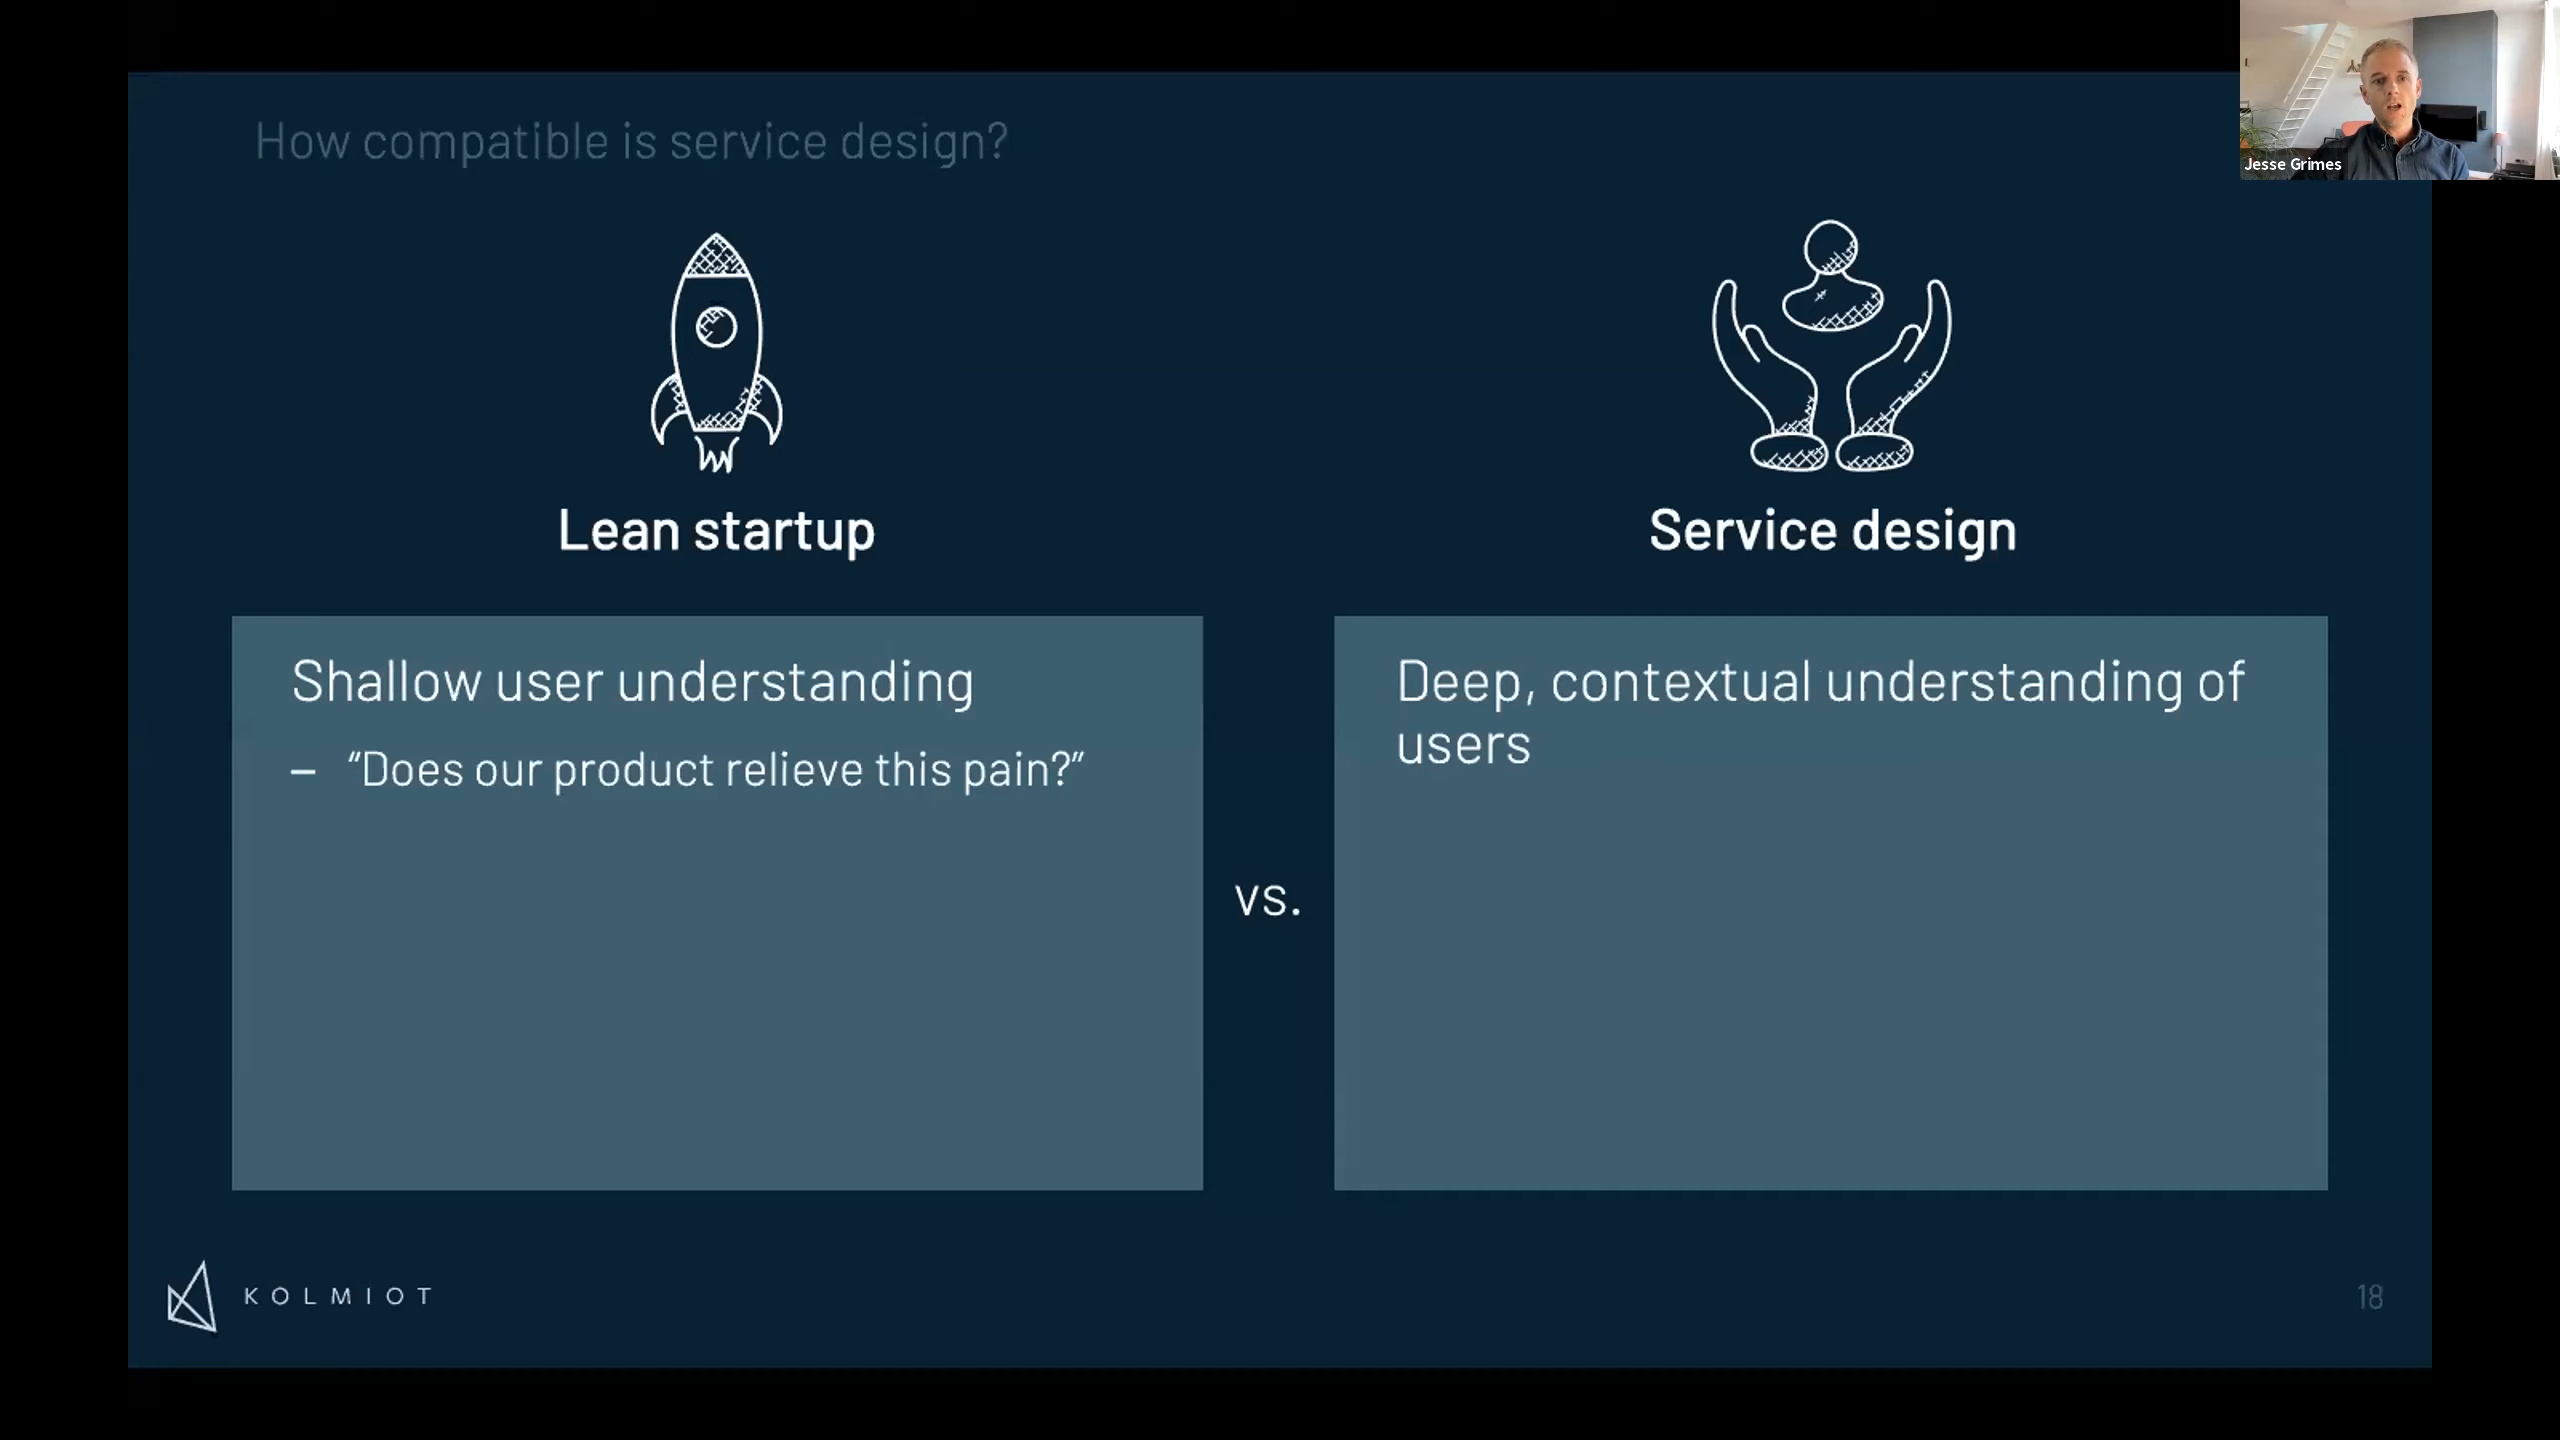 How compatible is service design?
Jesse Grimes
Lean startup
Service design
Shallow user understanding
– “Does our product relieve this pain?”
vs.
Deep, contextual understanding of
users
KOLMIOT
18